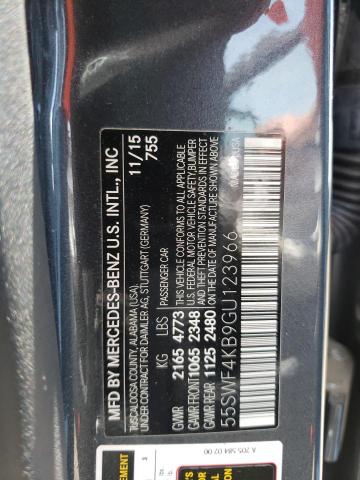 MFD BY MERCEDES-BENZ U.S. INTL., INC
TUSCALOOSA COUNTY, ALABAMA (USA),
UNDER CONTRACT FOR DAIMLER AG, STUTTGART (GERMANY)
11/15
755
KG LBS PASSENGER CAR
GVWR 2165 4773
GAWR FRONT 1065 2348
GAWR REAR 1125 2480
THIS VEHICLE CONFORMS TO ALL APPLICABLE
U.S. FEDERAL MOTOR VEHICLE SAFETY, BUMPER
AND THEFT PREVENTION STANDARDS IN EFFECT
ON THE DATE OF MANUFACTURE SHOWN ABOVE
55SWF4KB9GU123966
A 205 584 02 00